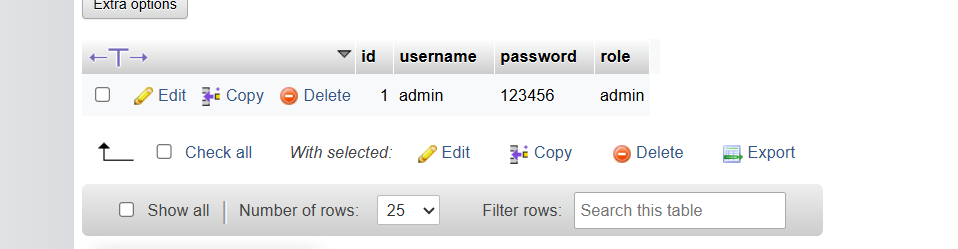 Extra options
id username password role
Edit Copy Delete 1 admin 123456 admin
Check all With selected: Edit Copy Delete Export
Show all Number of rows: 25 Filter rows: Search this table